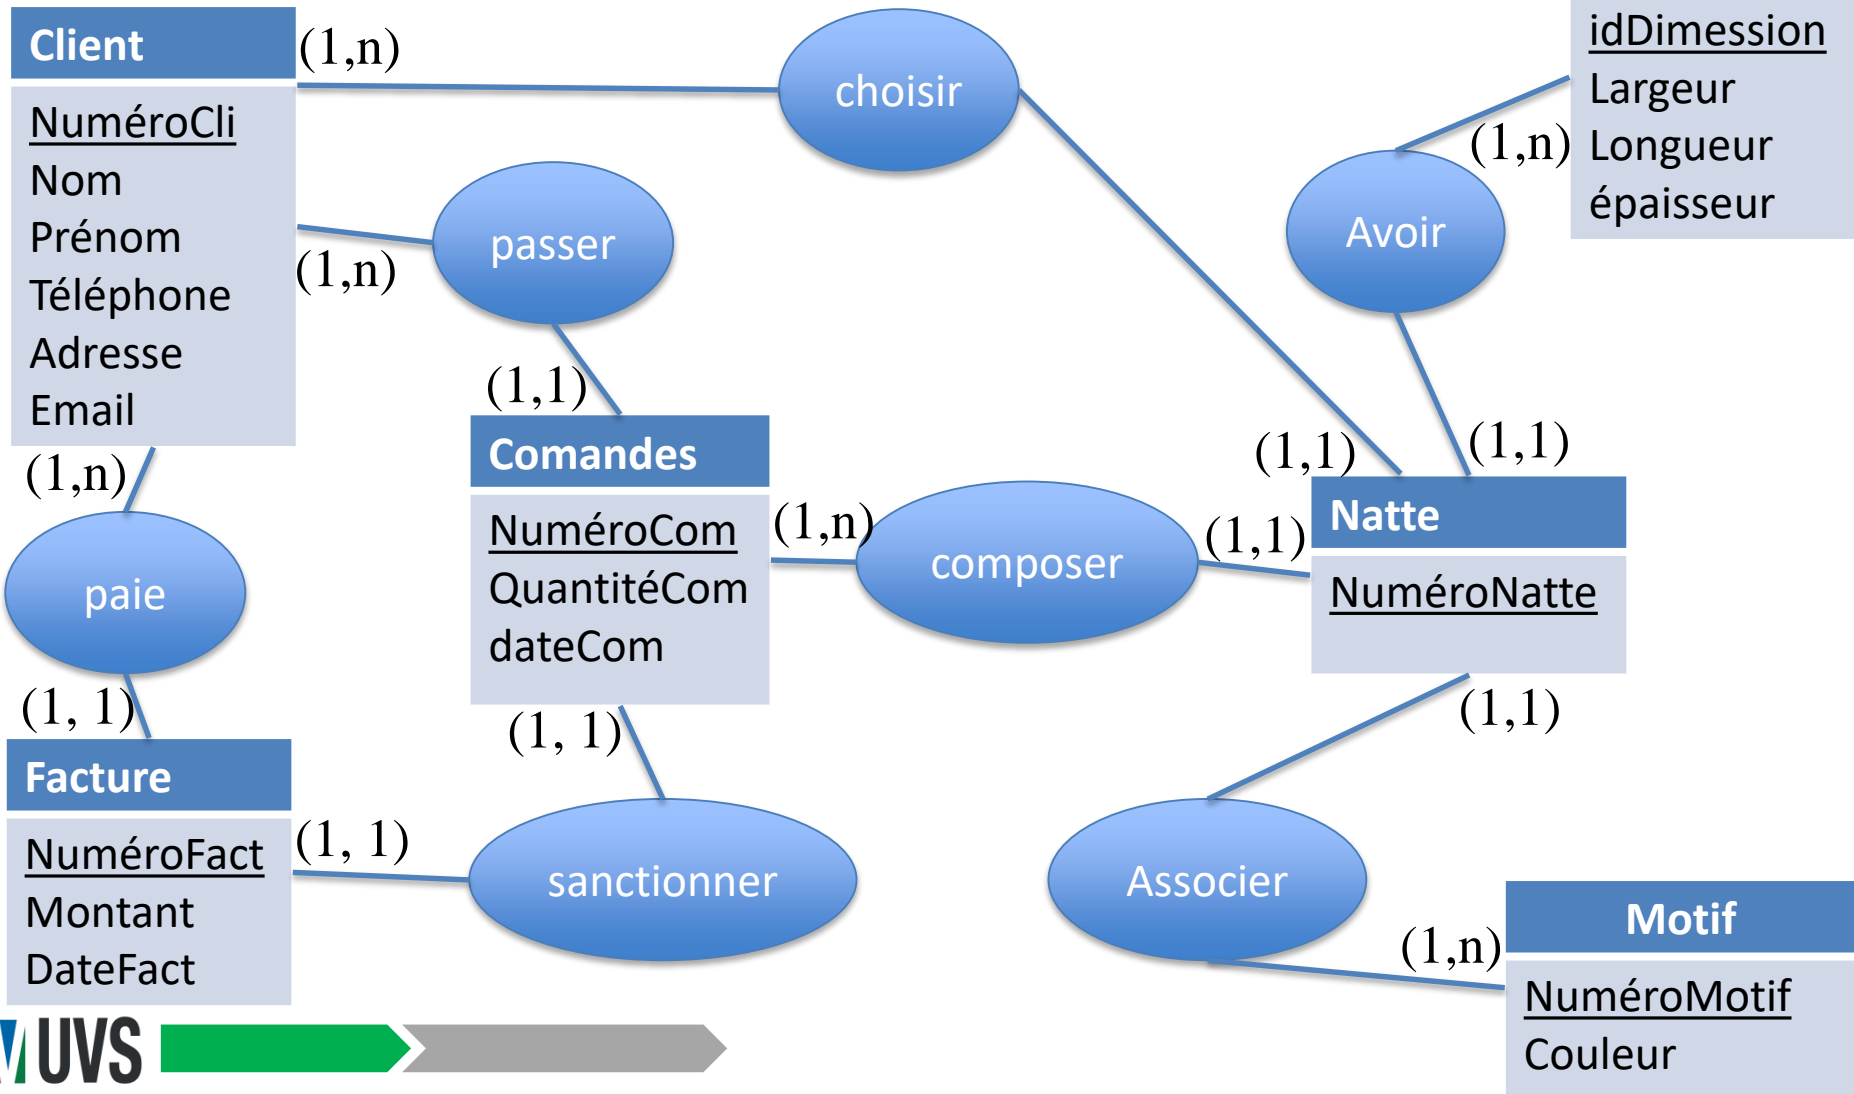 Client
NuméroCli
Nom
Prénom
Téléphone
Adresse
Email
(1,n)
choisir
(1,n)
passer
(1,1)
idDimession
Largeur
Longueur
épaisseur
(1,n)
Avoir
(1,1)
(1,1)
(1,n)
paie
(1, 1)
Comandes
NuméroCom
QuantitéCom
dateCom
(1,n)
composer
(1,1)
Natte
NuméroNatte
(1,1)
(1, 1)
Facture
NuméroFact
Montant
DateFact
(1, 1)
sanctionner
Associer
(1,n)
Motif
NuméroMotif
Couleur
UVS